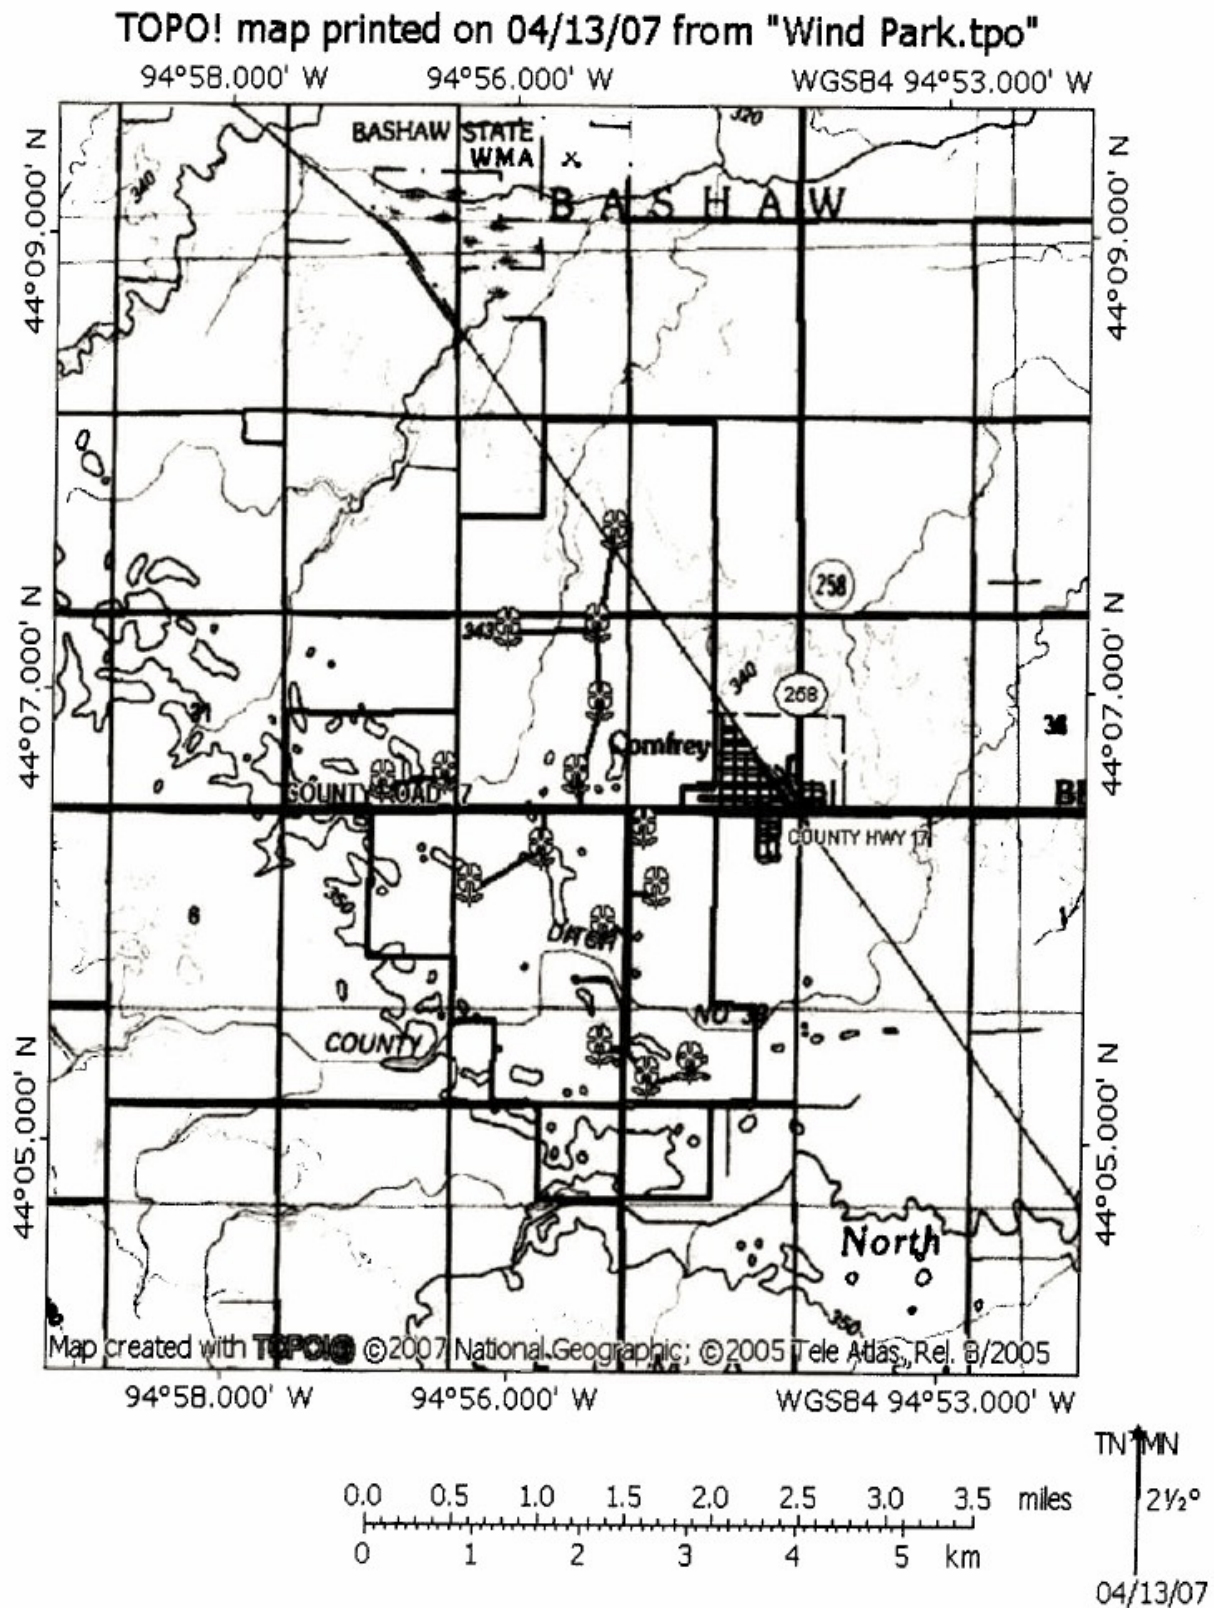 TOPO! map printed on 04/13/07 from "Wind Park.tpo"
94°58.000' W 94°56.000' W WGS84 94°53.000' W
BASHAW STATE
WMA
320
340
BASHAW
44°09.000' N
44°09.000' N
258
343
44°07.000' N
44°07.000' N
31
340
258
36
Comfrey
COUNTY ROAD 17
COUNTY HWY 17
350
6
DITCH
NO 38
COUNTY
44°05.000' N
44°05.000' N
North
350
Map created with TOPO!® ©2007 National Geographic; ©2005 Tele Atlas, Rel. 8/2005
94°58.000' W 94°56.000' W WGS84 94°53.000' W
TN MN
0.0 0.5 1.0 1.5 2.0 2.5 3.0 3.5 miles
2½°
0 1 2 3 4 5 km
04/13/07